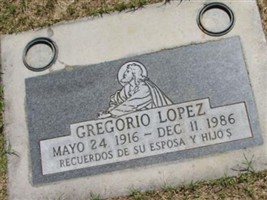 GREGORIO LOPEZ
MAYO 24, 1916 - DEC 11, 1986
RECUERDOS DE SU ESPOSA Y HIJO'S